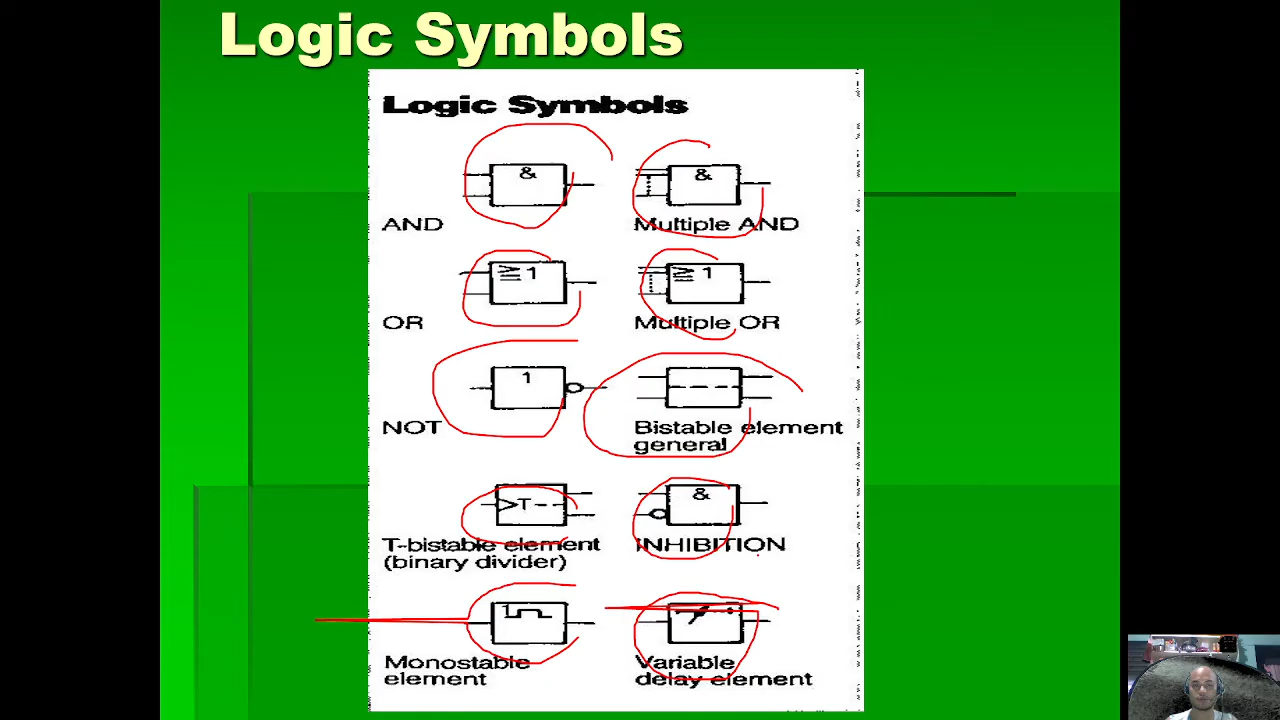 Logic Symbols
Logic Symbols
& &
AND Multiple AND
≥1 ≥1
OR Multiple OR
1
NOT Bistable element
general
>T &
T-bistable element INHIBITION
(binary divider)
1
Monostable Variable
element delay element